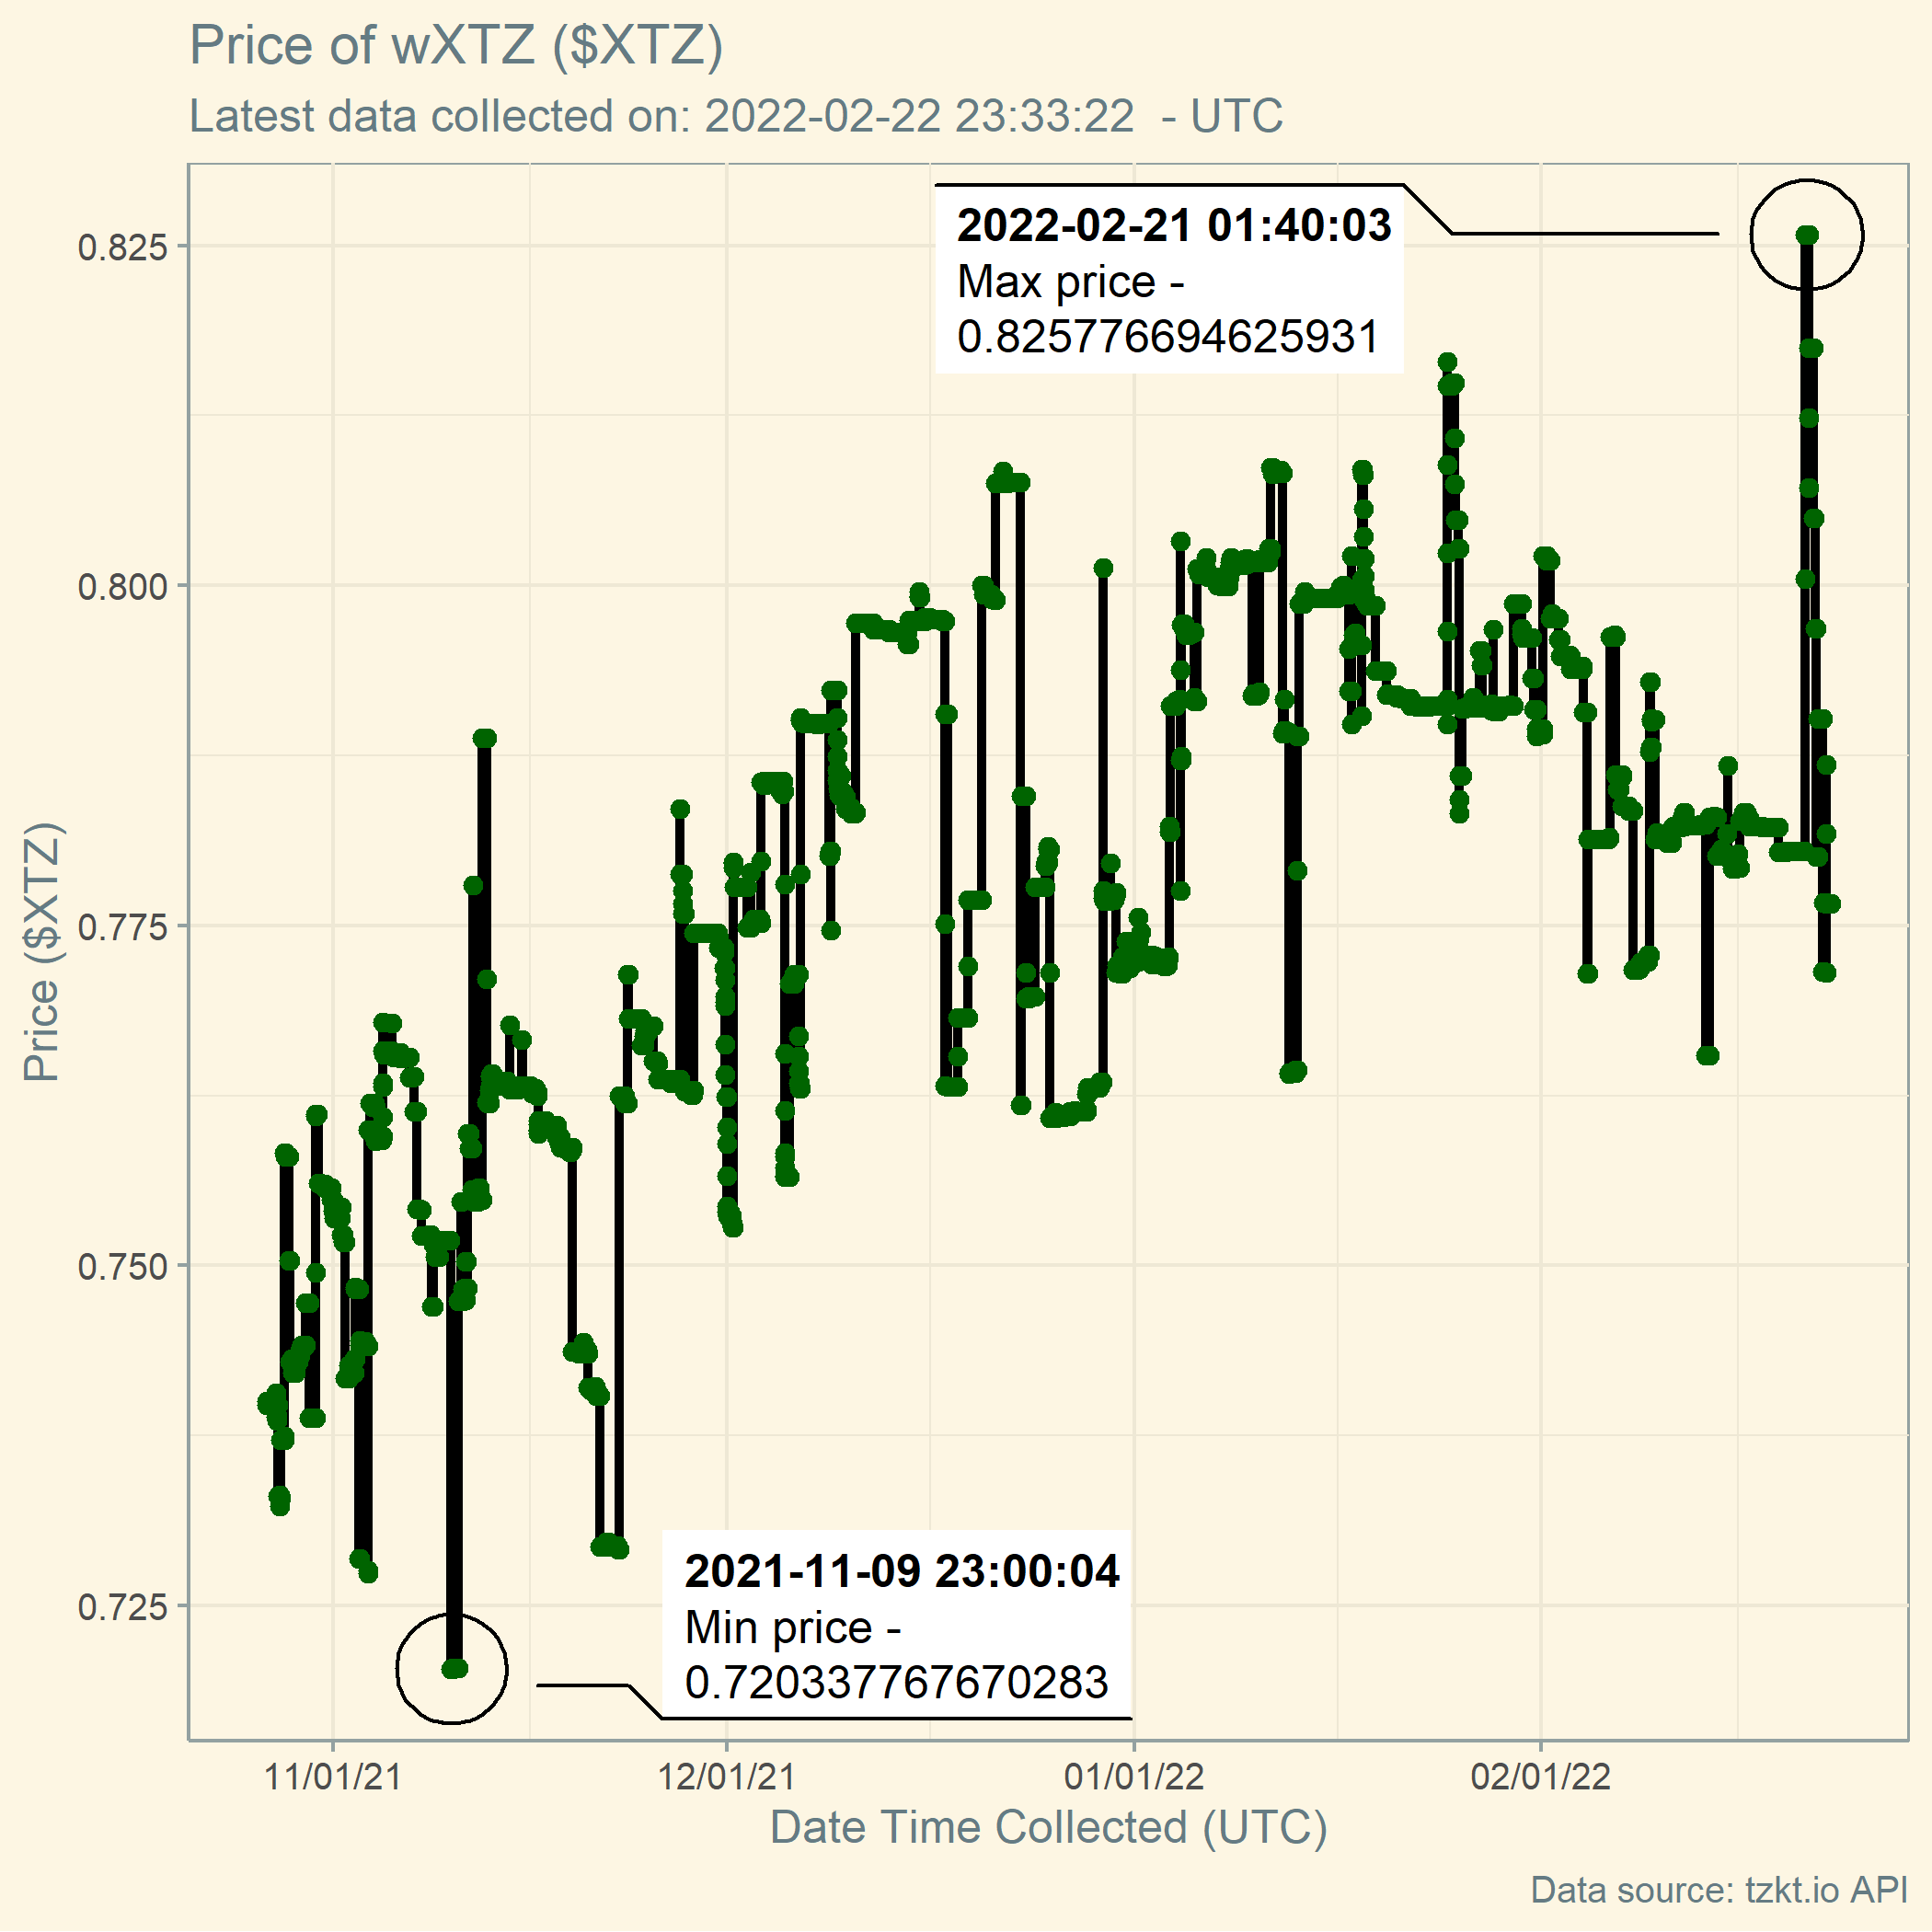 Price of wXTZ ($XTZ)
Latest data collected on: 2022-02-22 23:33:22  - UTC
2022-02-21 01:40:03
Max price -
0.825776694625931
0.825
0.800
0.775
0.750
0.725
Price ($XTZ)
2021-11-09 23:00:04
Min price -
0.720337767670283
11/01/21
12/01/21
01/01/22
02/01/22
Date Time Collected (UTC)
Data source: tzkt.io API